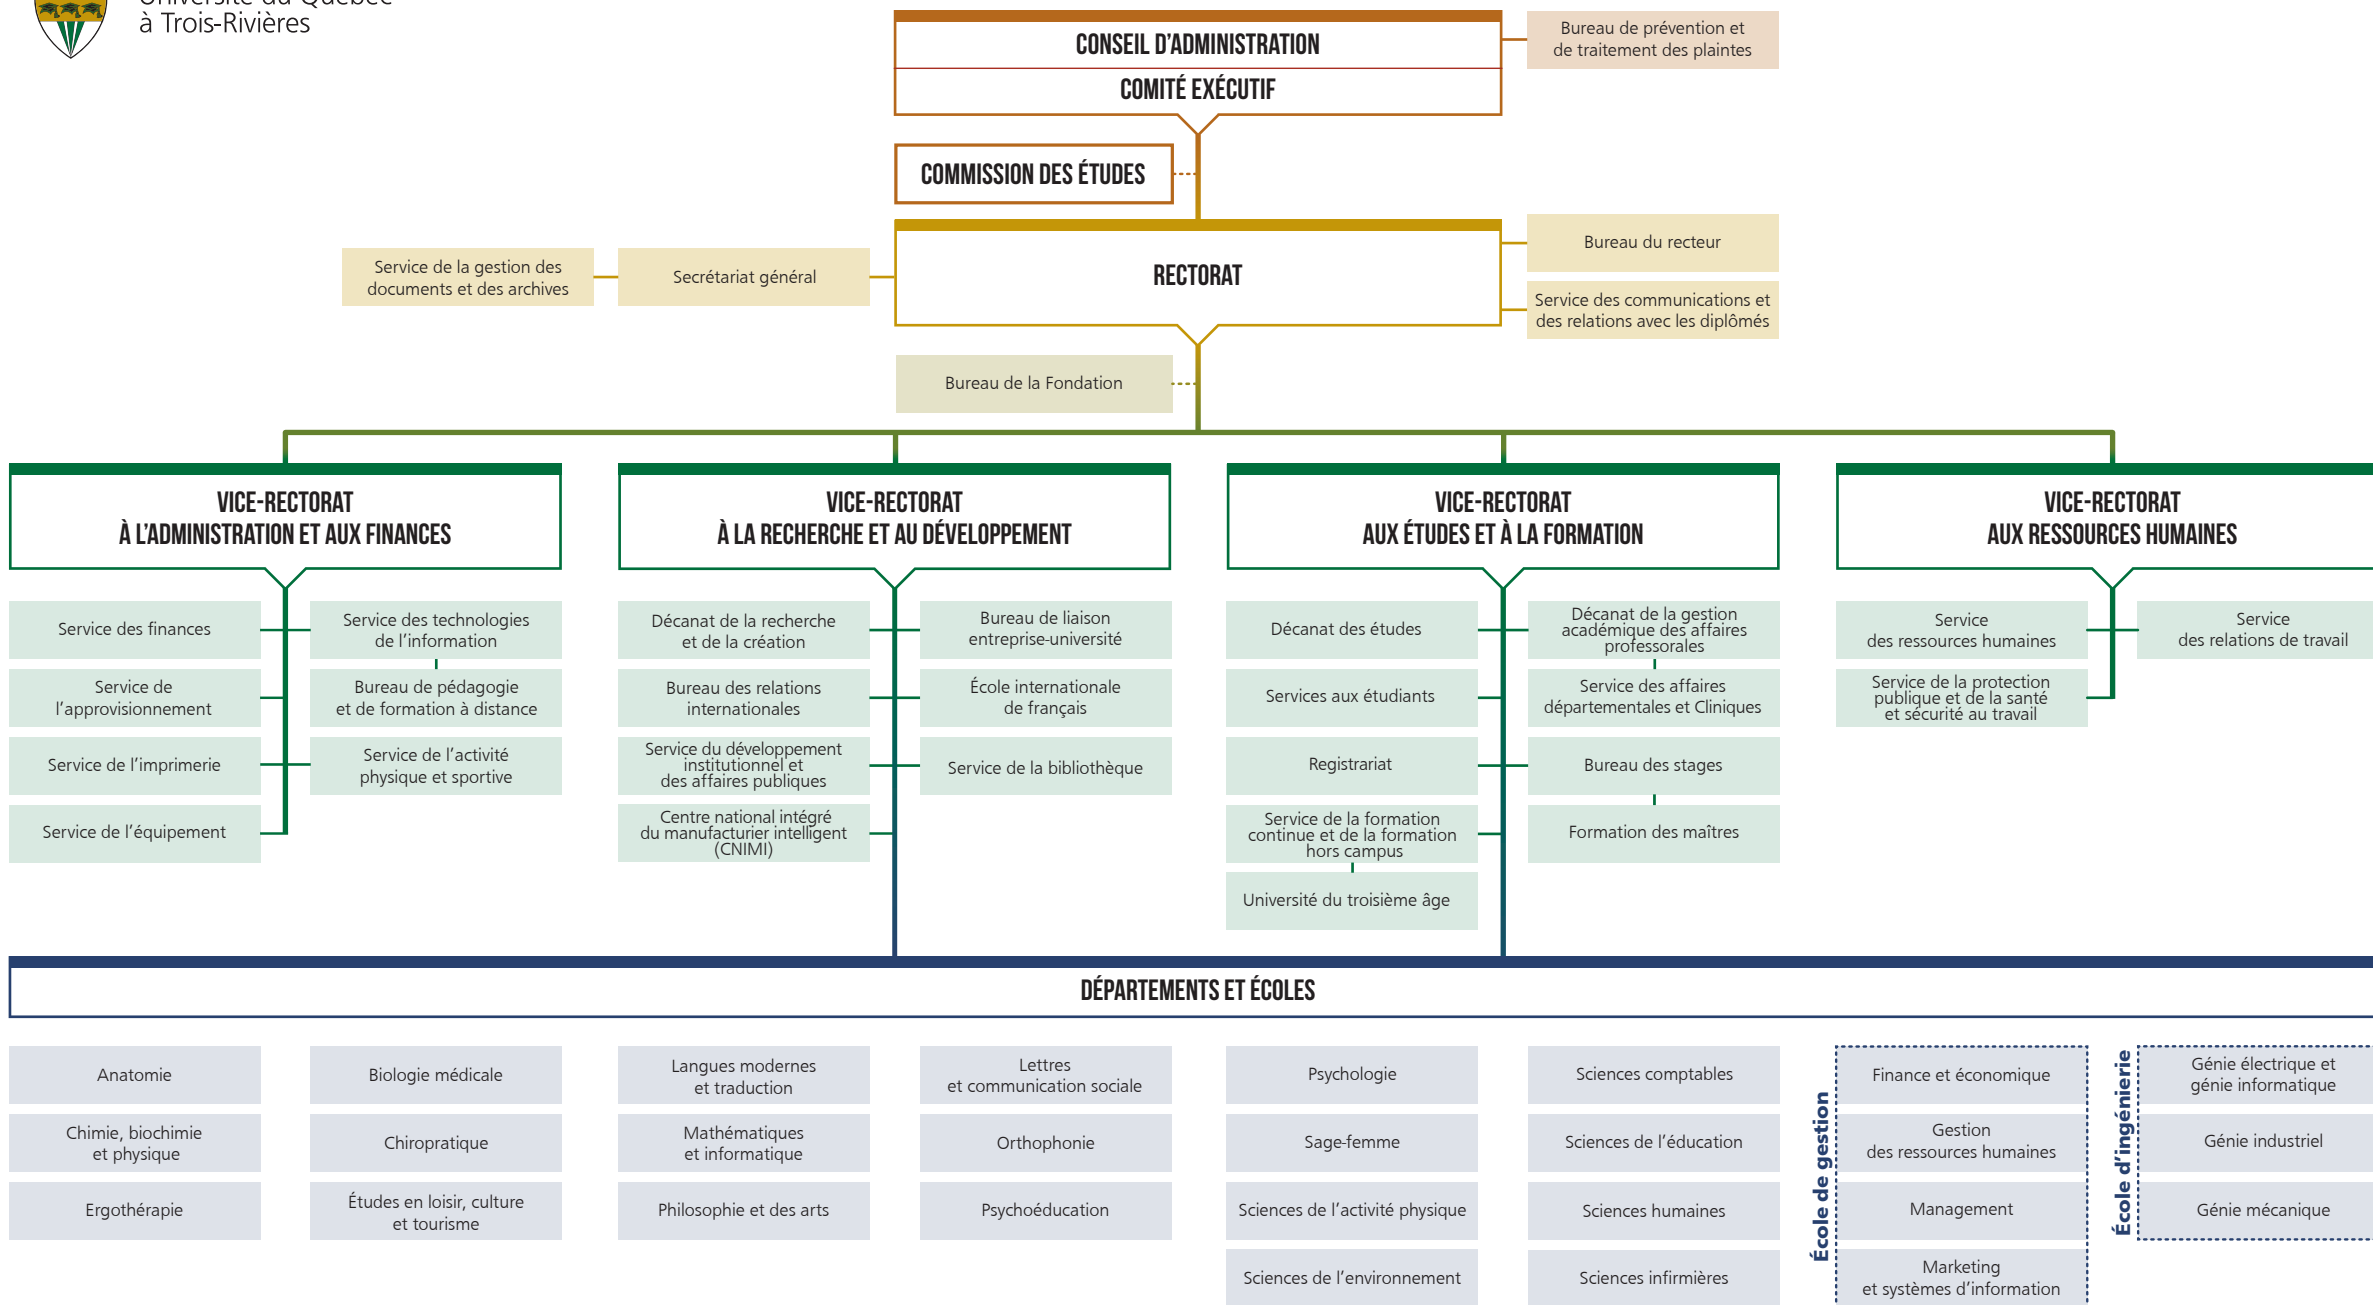 Université du Québec
à Trois-Rivières
CONSEIL D'ADMINISTRATION
COMITÉ EXÉCUTIF
Bureau de prévention et
de traitement des plaintes
COMMISSION DES ÉTUDES
Service de la gestion des
documents et des archives
Secrétariat général
RECTORAT
Bureau du recteur
Service des communications et
des relations avec les diplômés
Bureau de la Fondation
VICE-RECTORAT
À L'ADMINISTRATION ET AUX FINANCES
VICE-RECTORAT
À LA RECHERCHE ET AU DÉVELOPPEMENT
VICE-RECTORAT
AUX ÉTUDES ET À LA FORMATION
VICE-RECTORAT
AUX RESSOURCES HUMAINES
Service des finances
Service des technologies
de l'information
Service de
l'approvisionnement
Bureau de pédagogie
et de formation à distance
Service de l'imprimerie
Service de l'activité
physique et sportive
Service de l'équipement
Décanat de la recherche
et de la création
Bureau de liaison
entreprise-université
Bureau des relations
internationales
École internationale
de français
Service du développement
institutionnel et
des affaires publiques
Service de la bibliothèque
Centre national intégré
du manufacturier intelligent
(CNIMI)
Décanat des études
Décanat de la gestion
académique des affaires
professorales
Services aux étudiants
Service des affaires
départementales et Cliniques
Registrariat
Bureau des stages
Service de la formation
continue et de la formation
hors campus
Formation des maîtres
Université du troisième âge
Service
des ressources humaines
Service
des relations de travail
Service de la protection
publique et de la santé
et sécurité au travail
DÉPARTEMENTS ET ÉCOLES
Anatomie
Chimie, biochimie
et physique
Ergothérapie
Biologie médicale
Chiropratique
Études en loisir, culture
et tourisme
Langues modernes
et traduction
Mathématiques
et informatique
Philosophie et des arts
Lettres
et communication sociale
Orthophonie
Psychoéducation
Psychologie
Sage-femme
Sciences de l'activité physique
Sciences de l'environnement
Sciences comptables
Sciences de l'éducation
Sciences humaines
Sciences infirmières
École de gestion
Finance et économique
Gestion
des ressources humaines
Management
Marketing
et systèmes d'information
École d'ingénierie
Génie électrique et
génie informatique
Génie industriel
Génie mécanique